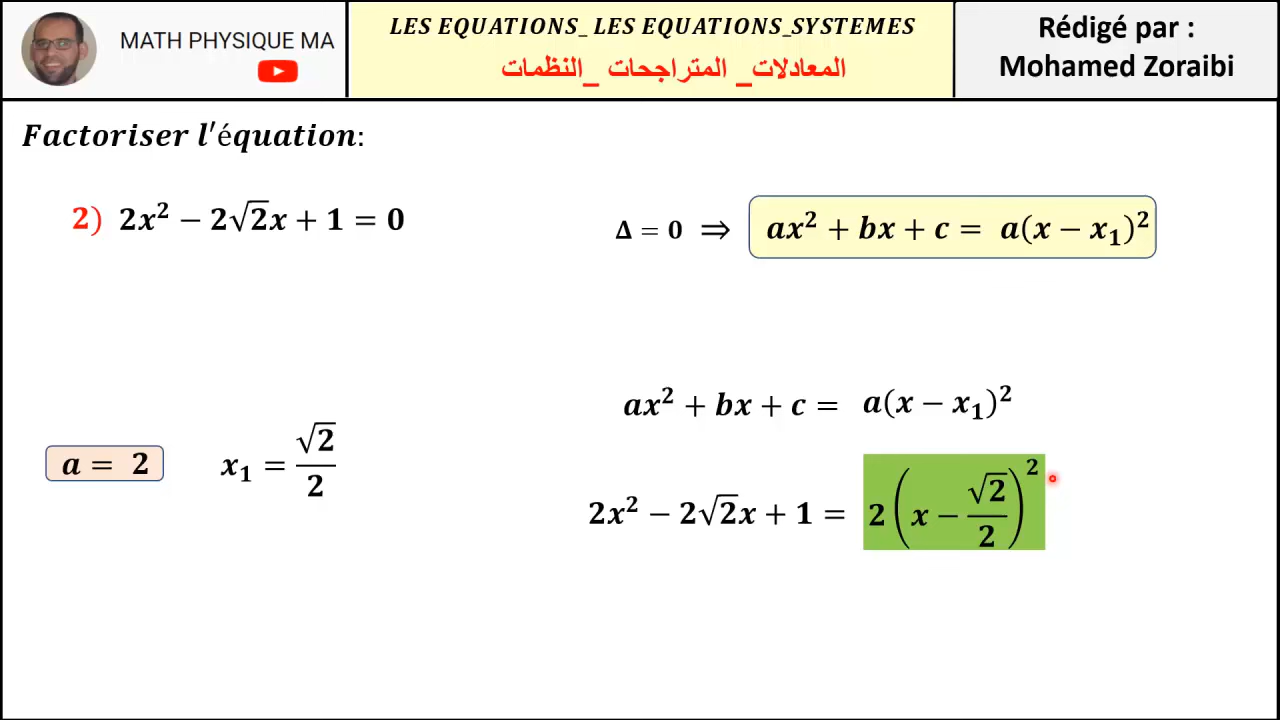 MATH PHYSIQUE MA
LES EQUATIONS_ LES EQUATIONS_SYSTEMES
المعادلات_ المتراجحات _النظمات
Rédigé par :
Mohamed Zoraibi
Factoriser l'équation:
2) 2x² − 2√2x + 1 = 0
Δ = 0 ⇒ ax² + bx + c = a(x − x₁)²
ax² + bx + c = a(x − x₁)²
a = 2
x₁ = √2/2
2x² − 2√2x + 1 = 2(x − √2/2)²